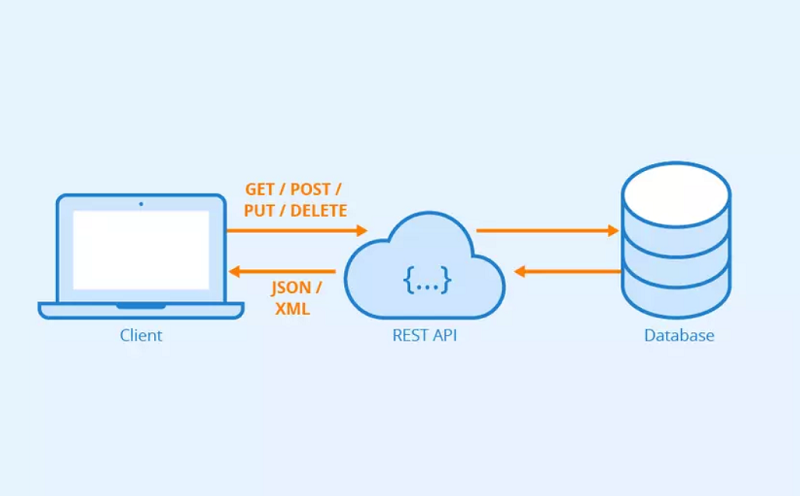 GET / POST /
PUT / DELETE
{...}
JSON /
XML
Client
REST API
Database